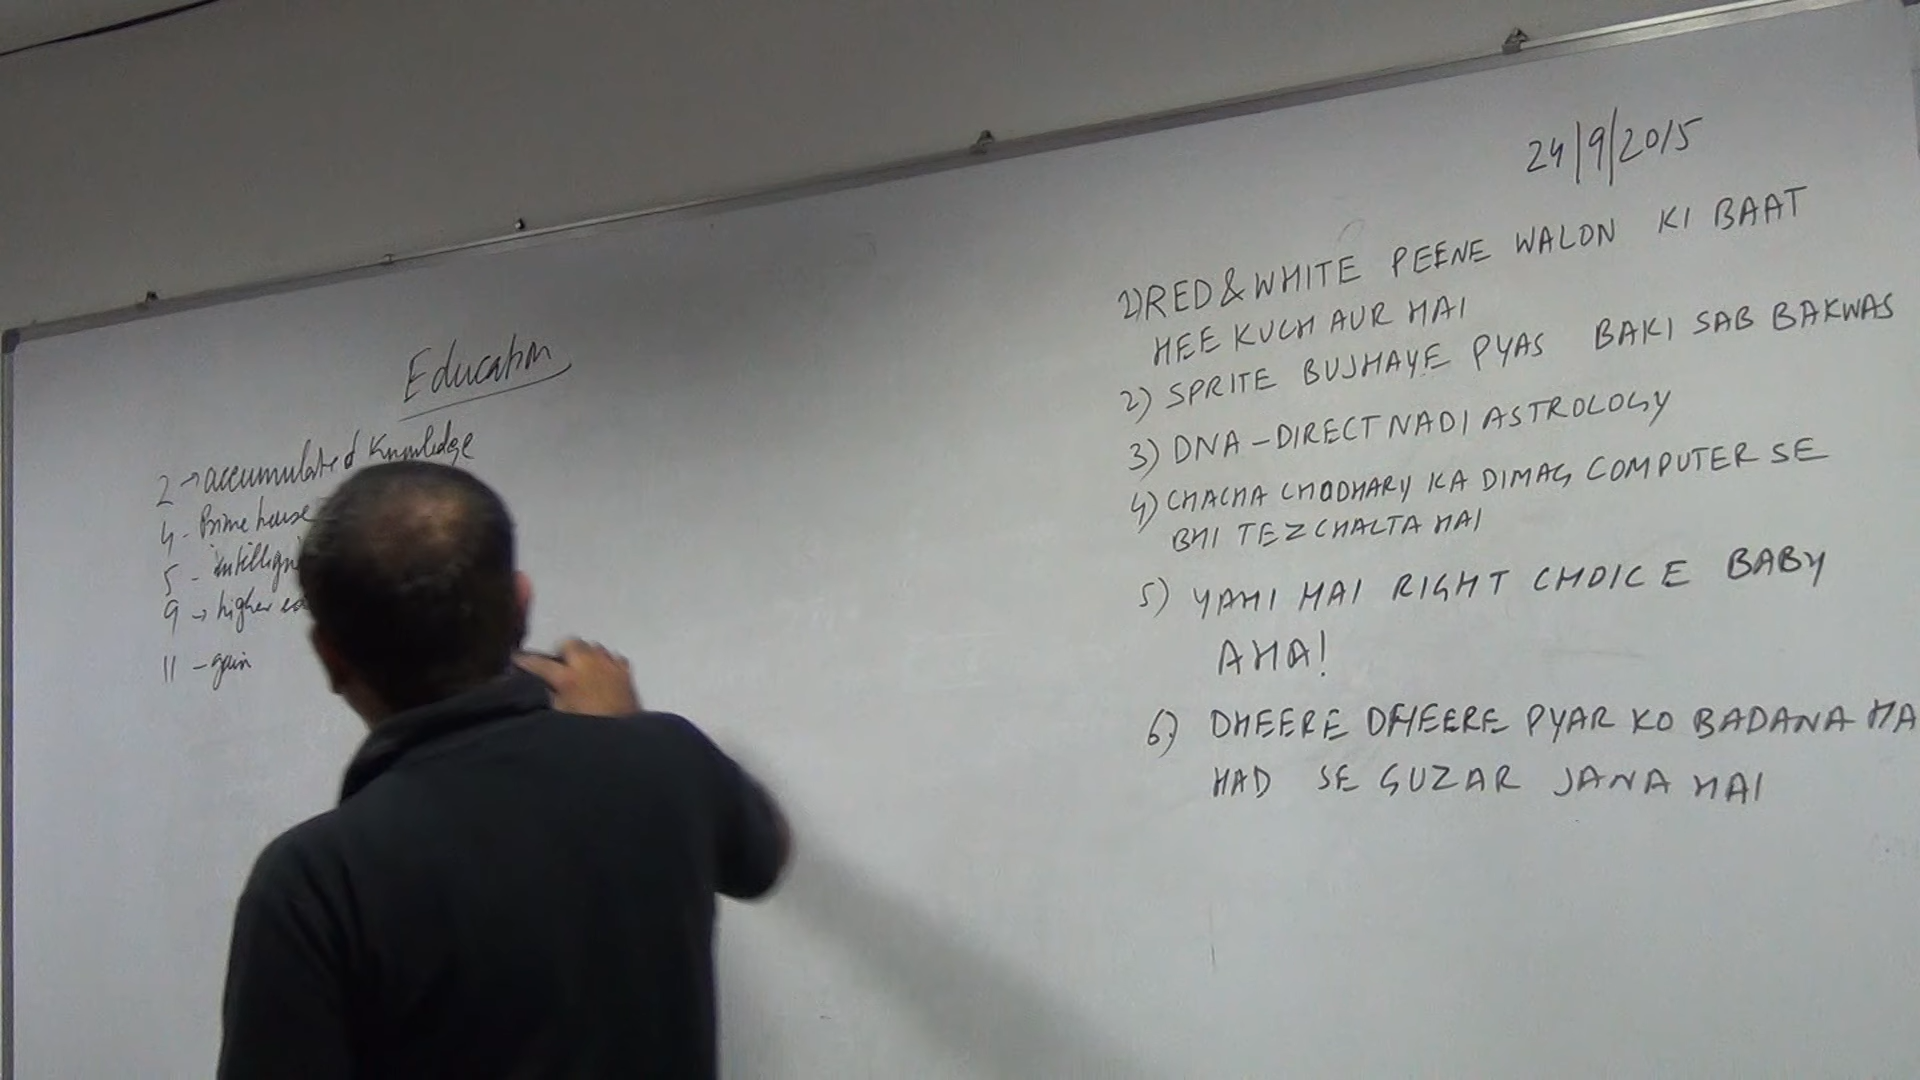 Education
2 → accumulated Knowledge
4 - Prime house
5 -
9 → higher
11 - gain
24/9/2015
1) RED & WHITE PEENE WALON KI BAAT
HEE KUCH AUR HAI
2) SPRITE BUJHAYE PYAS BAKI SAB BAKWAS
3) DNA - DIRECT NADI ASTROLOGY
4) CHACHA CHODHARY KA DIMAG COMPUTER SE
BHI TEZ CHALTA HAI
5) YAHI HAI RIGHT CHOICE BABY
AHA!
6) DHEERE DHEERE PYAR KO BADANA HA
HAD SE GUZAR JANA HAI